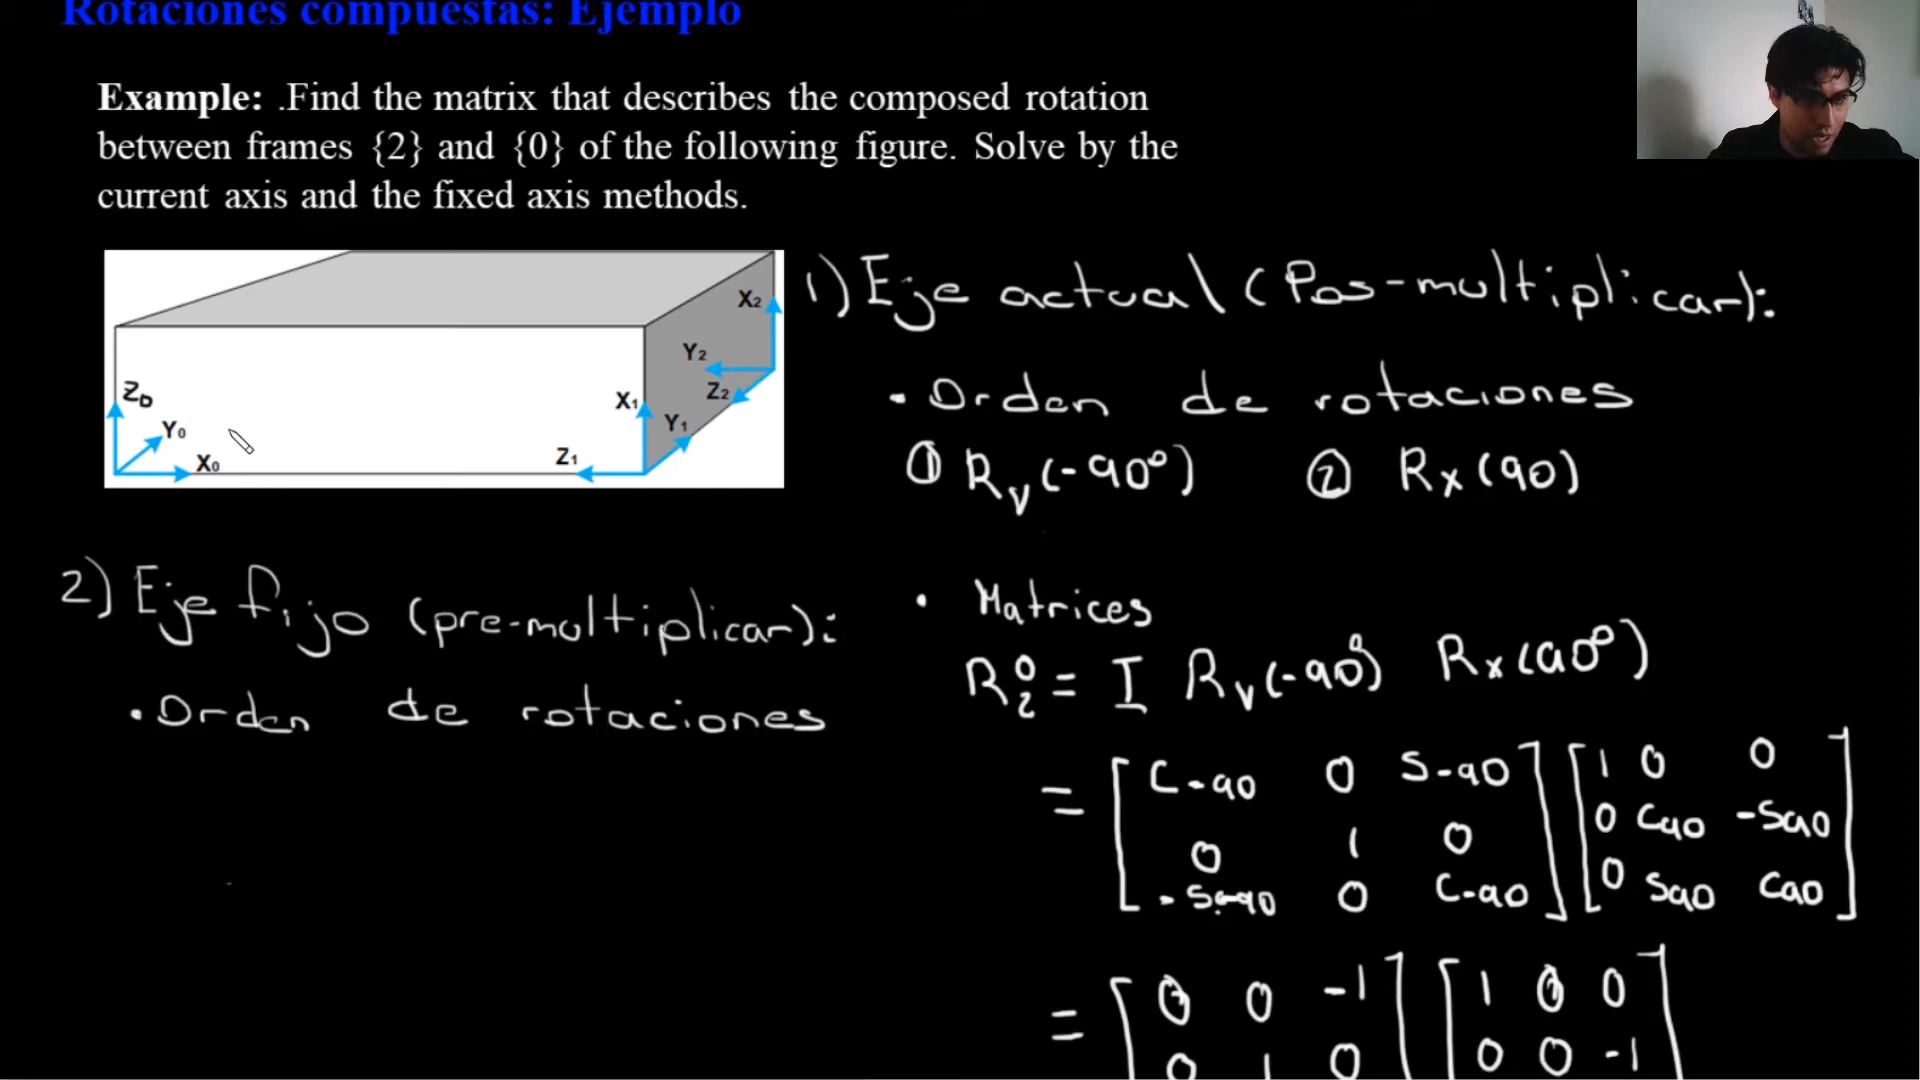 Rotaciones compuestas: Ejemplo
Example: .Find the matrix that describes the composed rotation
between frames {2} and {0} of the following figure. Solve by the
current axis and the fixed axis methods.
Z0
Y0
X0
Z1
X1
Y1
X2
Y2
Z2
1) Eje actual (Pos-multiplicar):
• Orden de rotaciones
① Ry(-90°) ② Rx(90)
• Matrices
R⁰₂ = I Ry(-90°) Rx(90°)
= [ C-90 0 S-90 ] [ 1 0 0 ]
[ 0 1 0 ] [ 0 C90 -S90 ]
[ -S-90 0 C-90 ] [ 0 S90 C90 ]
= [ 0 0 -1 ] [ 1 0 0 ]
[ 0 1 0 ] [ 0 0 -1 ]
2) Eje fijo (pre-multiplicar):
• Orden de rotaciones